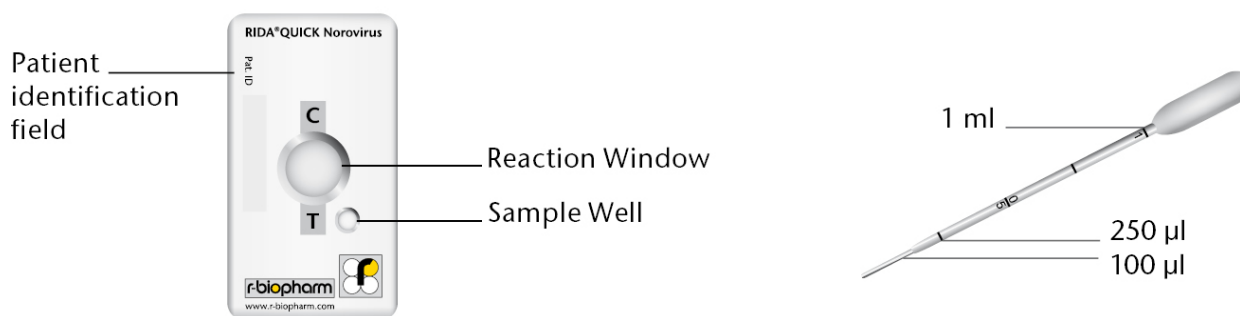 RIDA®QUICK Norovirus
Patient
identification
field
Pat. ID
C
Reaction Window
T
Sample Well
r-biopharm
r
www.r-biopharm.com
1 ml
1
0.5
250 µl
100 µl